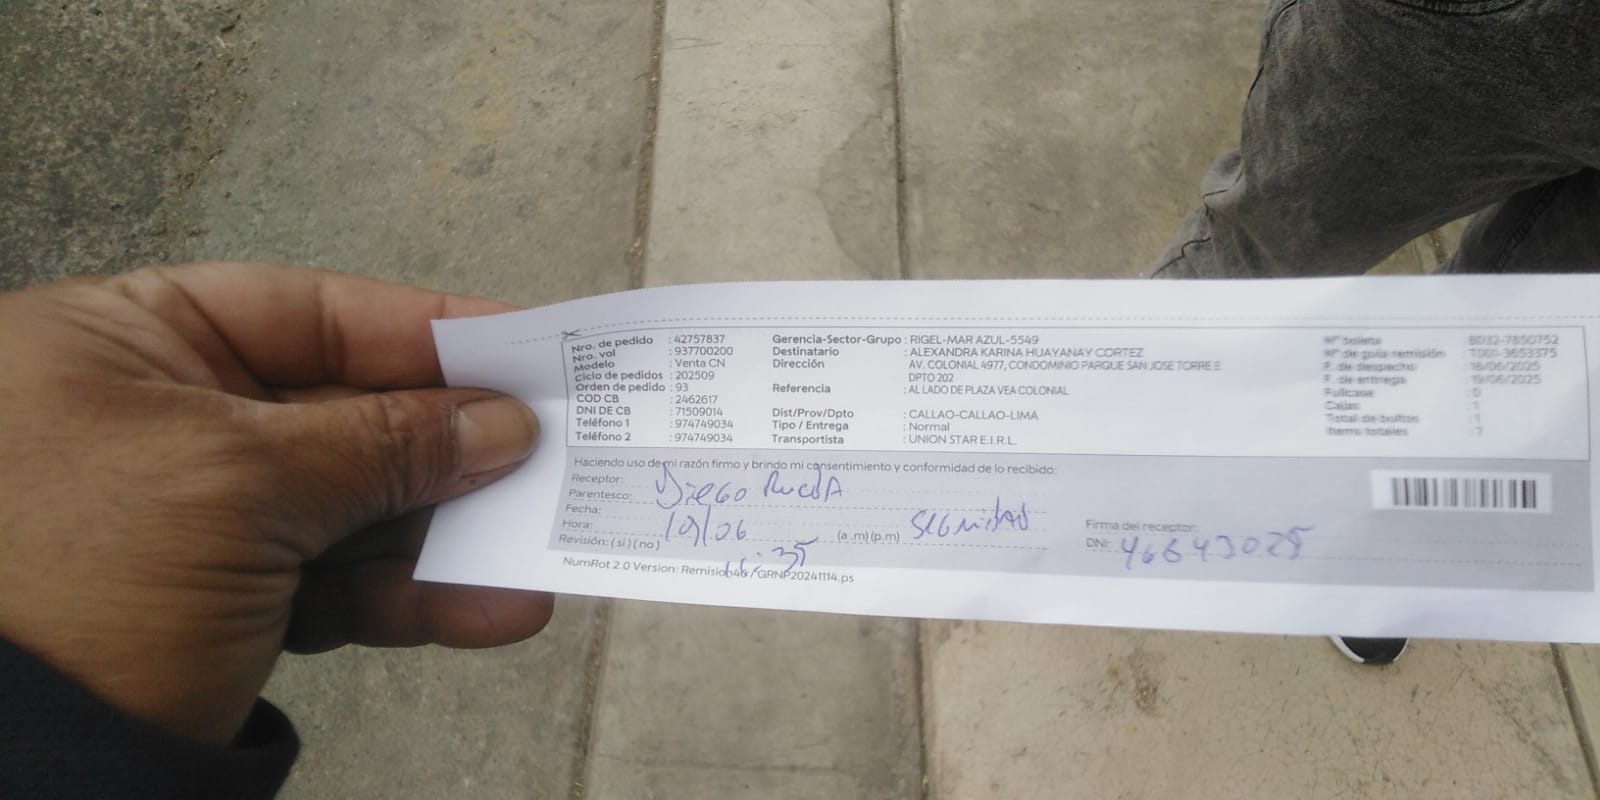 Nro. de pedido : 42757837
Nro. vol : 937700200
Modelo : Venta CN
Ciclo de pedidos : 202509
Orden de pedido : 93
COD CB : 2462617
DNI DE CB : 71509014
Teléfono 1 : 974749034
Teléfono 2 : 974749034
Gerencia-Sector-Grupo : RIGEL-MAR AZUL-5549
Destinatario : ALEXANDRA KARINA HUAYANAY CORTEZ
Dirección AV. COLONIAL 4977, CONDOMINIO PARQUE SAN JOSE TORRE E
DPTO 202
Referencia : AL LADO DE PLAZA VEA COLONIAL
Dist/Prov/Dpto : CALLAO-CALLAO-LIMA
Tipo / Entrega : Normal
Transportista : UNION STAR E.I.R.L.
Nº boleta : B032-7850752
Nº de guía remisión : T001-3653375
F. de despacho : 18/06/2025
F. de entrega : 19/06/2025
Fullcase : 0
Cajas : 1
Total de bultos : 1
Items totales : 7
Haciendo uso de mi razón firmo y brindo mi consentimiento y conformidad de lo recibido:
Receptor: Diego Rueda
Parentesco:
Fecha: 19/06
Hora: (a.m)(p.m) Seguridad
Revisión: (si)(no) 16:35
Firma del receptor:
DNI: 46643025
NumRot 2.0 Version: /GRNP20241114.ps